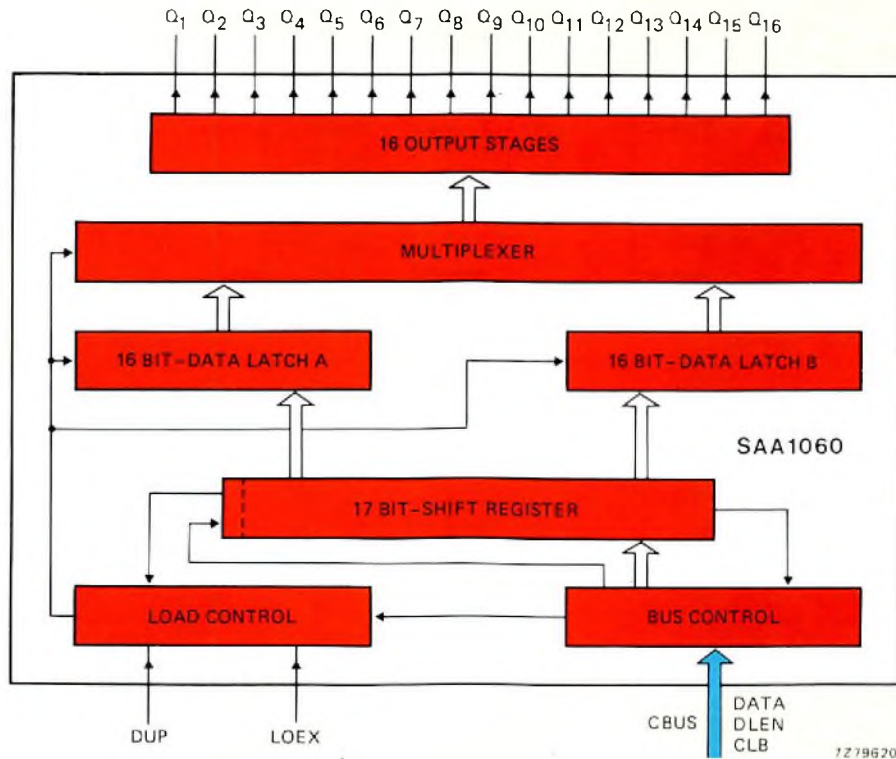 Q1 Q2 Q3 Q4 Q5 Q6 Q7 Q8 Q9 Q10 Q11 Q12 Q13 Q14 Q15 Q16
16 OUTPUT STAGES
MULTIPLEXER
16 BIT-DATA LATCH A
16 BIT-DATA LATCH B
SAA1060
17 BIT-SHIFT REGISTER
LOAD CONTROL
BUS CONTROL
DUP
LOEX
CBUS
DATA
DLEN
CLB
7Z79620